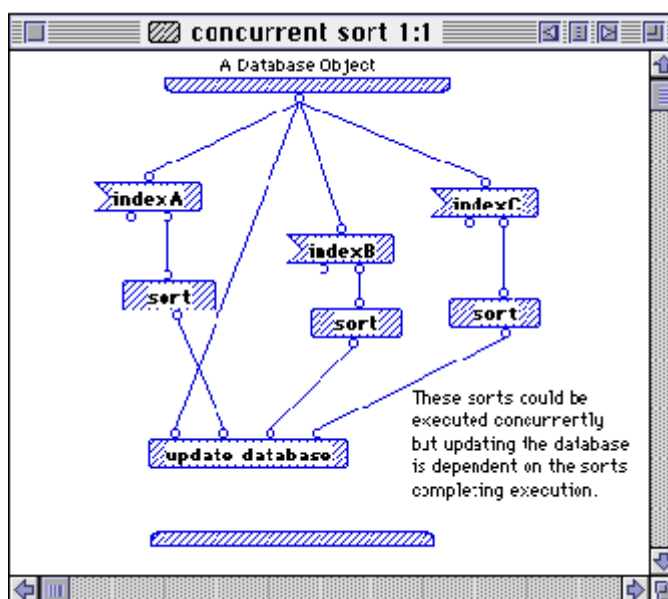 concurrent sort 1:1
A Database Object
indexA
indexC
indexB
sort
sort
sort
These sorts could be
executed concurrently
but updating the database
is dependent on the sorts
completing execution.
update database